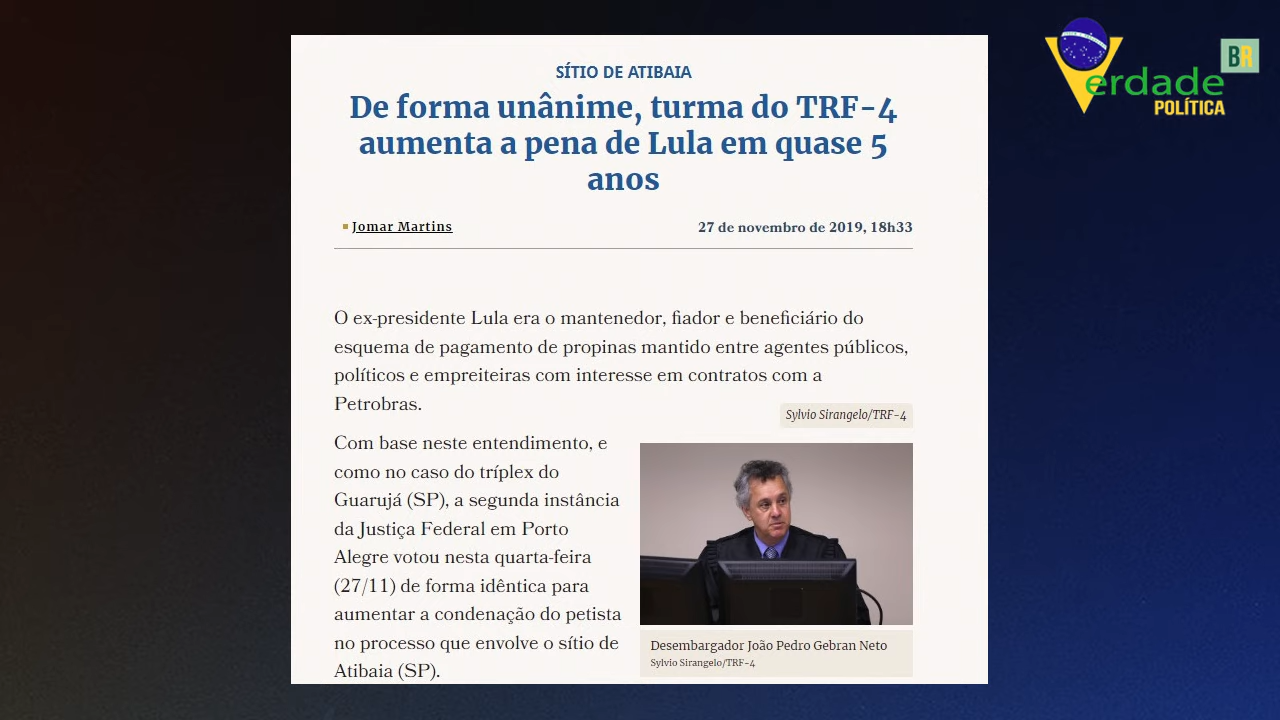 BR
Verdade
POLÍTICA
SÍTIO DE ATIBAIA
De forma unânime, turma do TRF-4
aumenta a pena de Lula em quase 5
anos
Jomar Martins
27 de novembro de 2019, 18h33
O ex-presidente Lula era o mantenedor, fiador e beneficiário do
esquema de pagamento de propinas mantido entre agentes públicos,
políticos e empreiteiras com interesse em contratos com a
Petrobras.
Sylvio Sirangelo/TRF-4
Com base neste entendimento, e
como no caso do tríplex do
Guarujá (SP), a segunda instância
da Justiça Federal em Porto
Alegre votou nesta quarta-feira
(27/11) de forma idêntica para
aumentar a condenação do petista
no processo que envolve o sítio de
Atibaia (SP).
Desembargador João Pedro Gebran Neto
Sylvio Sirangelo/TRF-4